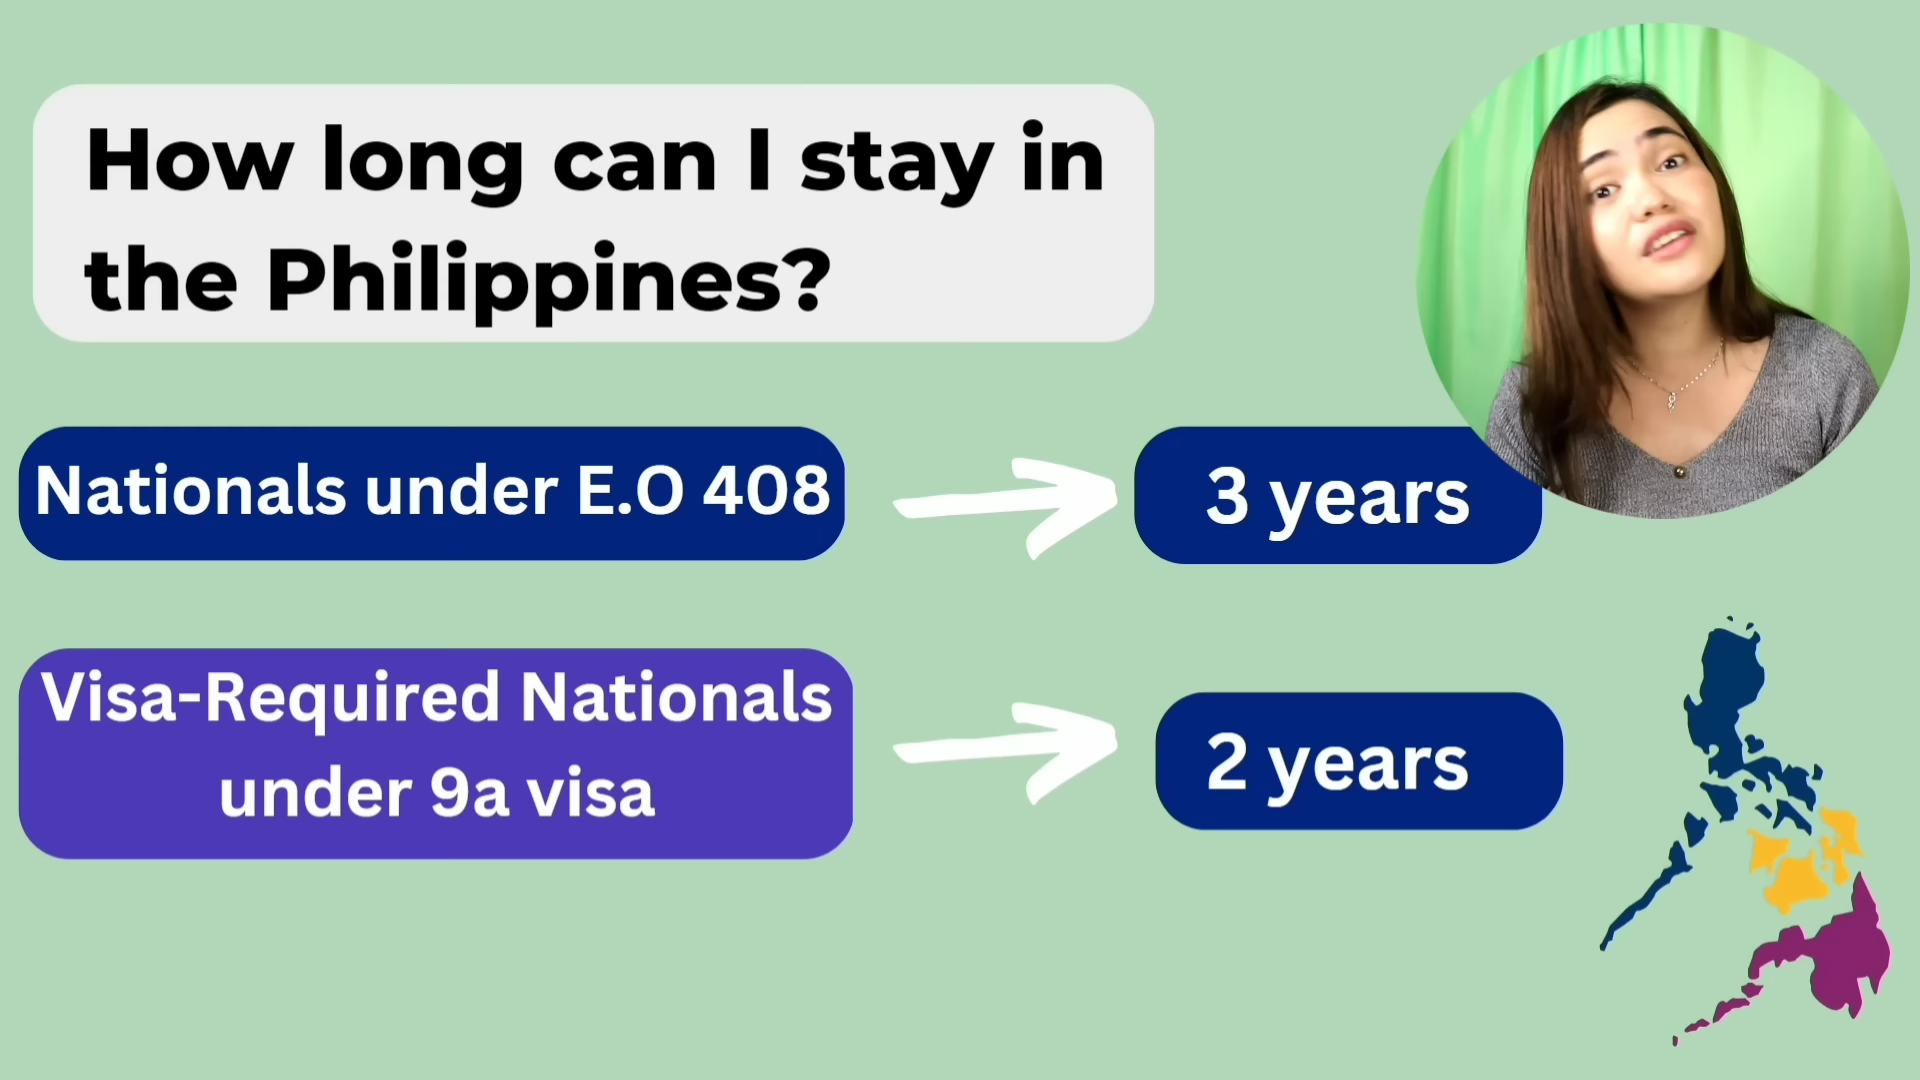 How long can I stay in
the Philippines?
Nationals under E.O 408
3 years
Visa-Required Nationals
under 9a visa
2 years